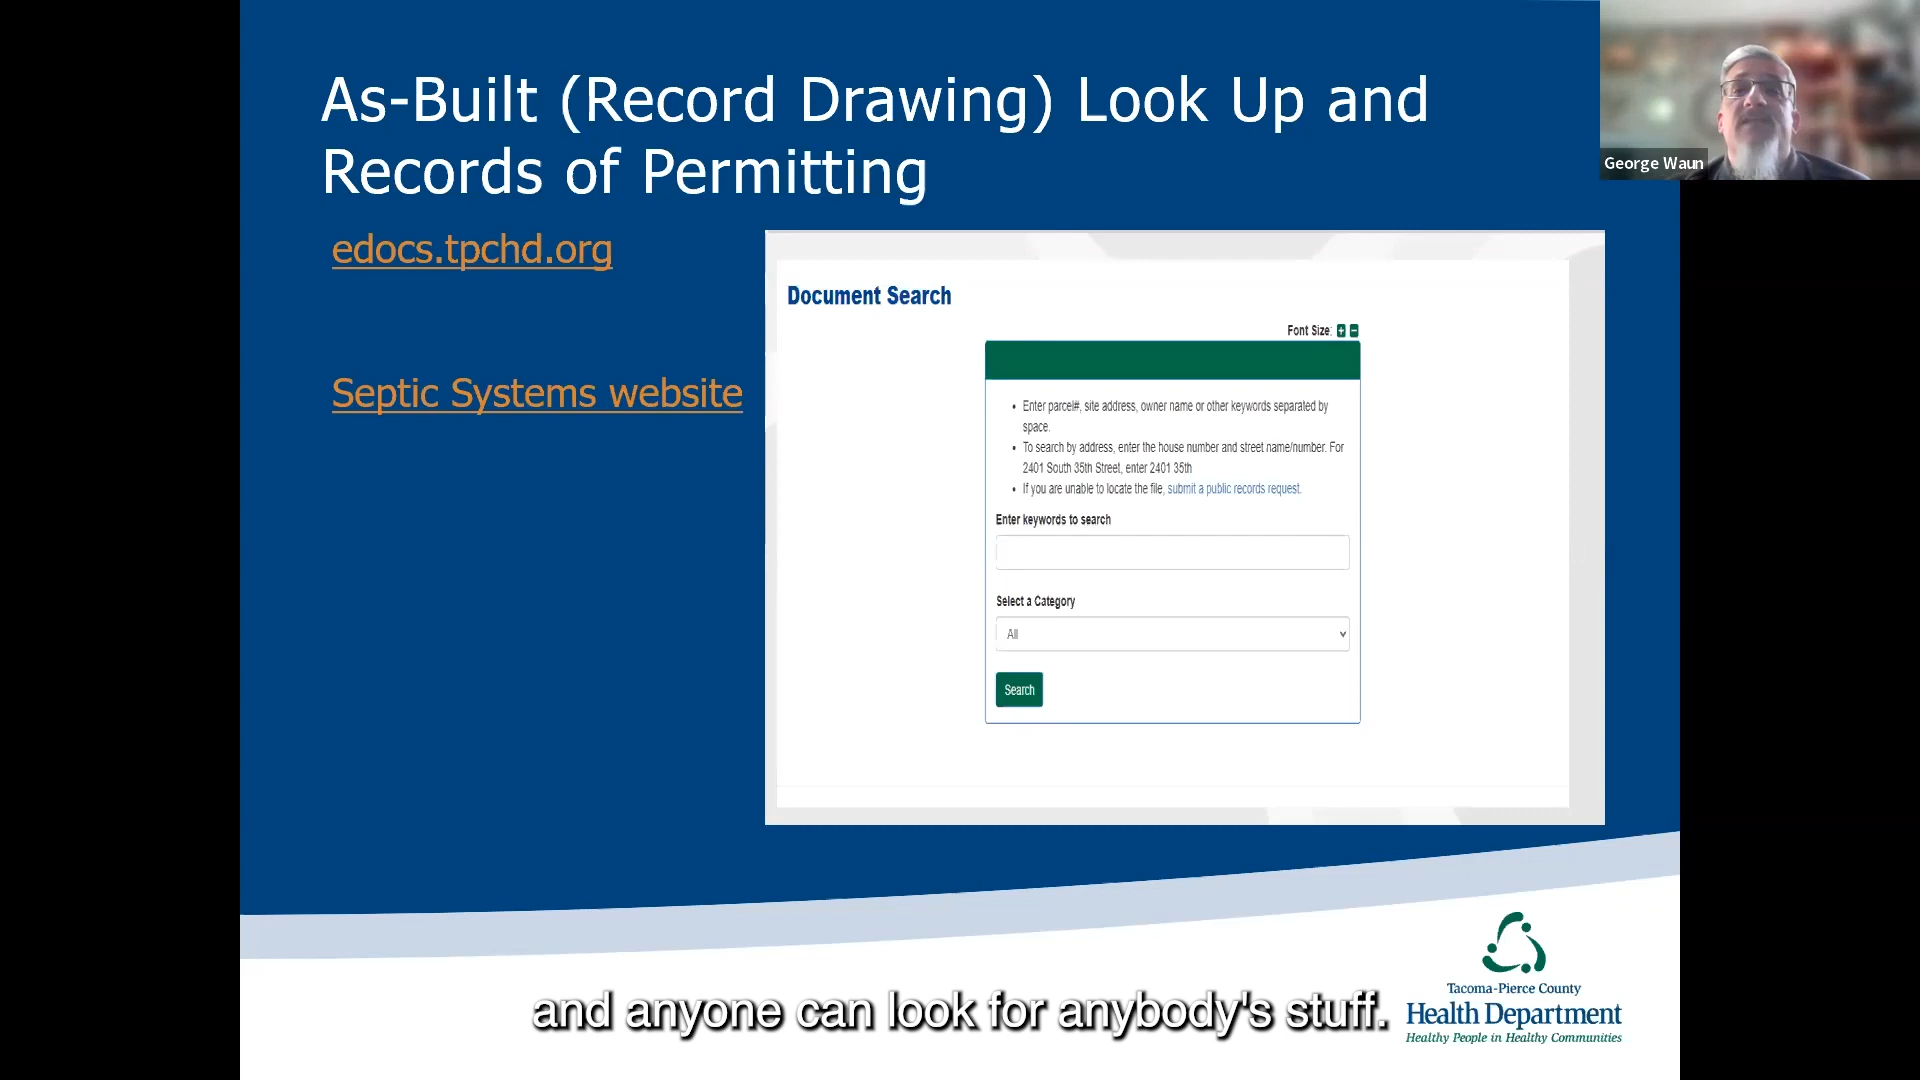 As-Built (Record Drawing) Look Up and
Records of Permitting
George Waun
edocs.tpchd.org
Septic Systems website
Document Search
Font Size:
Enter parcel#, site address, owner name or other keywords separated by
space.
To search by address, enter the house number and street name/number. For
2401 South 35th Street, enter 2401 35th
If you are unable to locate the file, submit a public records request.
Enter keywords to search
Select a Category
All
Search
and anyone can look for anybody's stuff.
Tacoma-Pierce County
Health Department
Healthy People in Healthy Communities